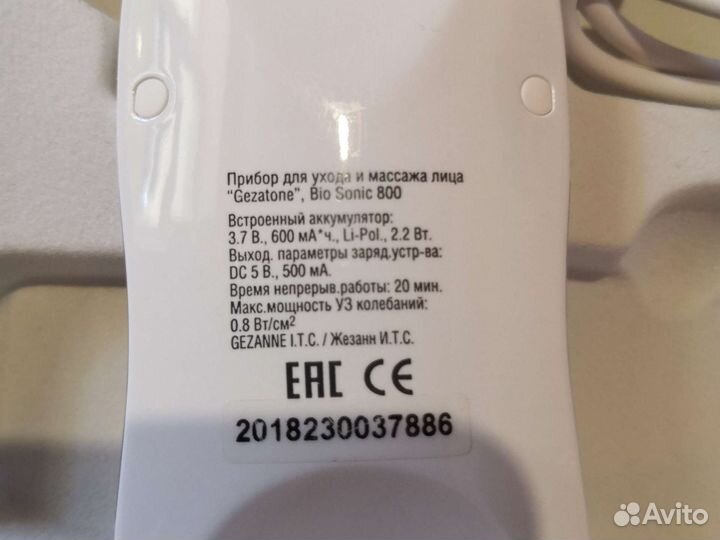 Прибор для ухода и массажа лица
“Gezatone”, Bio Sonic 800
Встроенный аккумулятор:
3.7 В., 600 мА*ч., Li-Pol., 2.2 Вт.
Выход. параметры заряд.устр-ва:
DC 5 В., 500 мА.
Время непрерыв.работы: 20 мин.
Макс.мощность УЗ колебаний:
0.8 Вт/см²
GEZANNE I.T.C. / Жезанн И.Т.С.
EAC CE
2018230037886
Avito